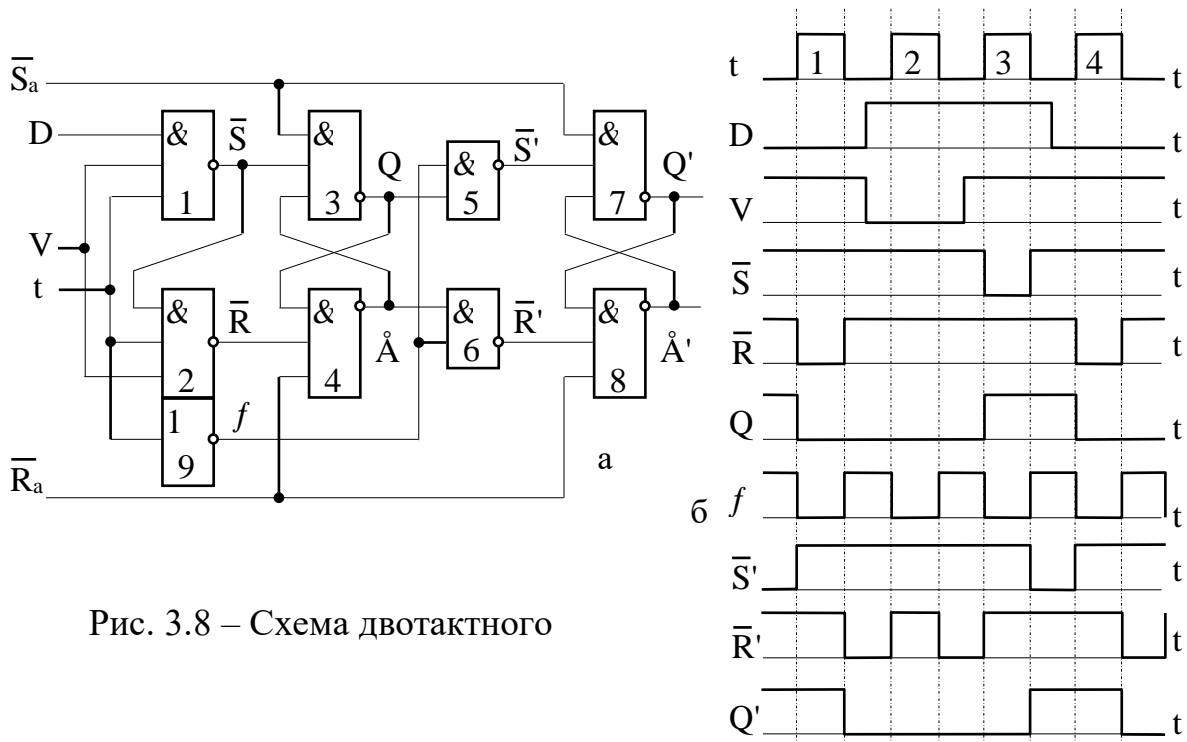 S̅a
D
V
t
R̅a
&
1
S̅
&
2
R̅
1
9
f
&
3
Q
&
4
Å
&
5
S̅'
&
6
R̅'
&
7
Q'
&
8
Å'
а
Рис. 3.8 – Схема двотактного
б
t 1 2 3 4 t
D t
V t
S̅ t
R̅ t
Q t
f t
S̅' t
R̅' t
Q' t